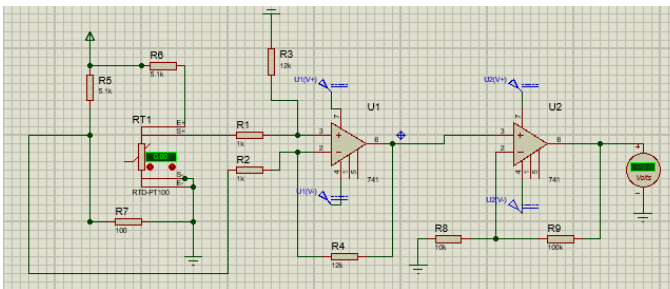 R6
5.1k
R5
5.1k
RT1
E+
S+
0.00
S-
E-
RTD-PT100
R7
100
R3
12k
R1
1k
R2
1k
U1(V+)
U1
7
3
2
6
4
1
5
741
U1(V-)
R4
12k
U2(V+)
U2
7
3
2
6
4
1
5
741
U2(V-)
R8
10k
R9
100k
Volts